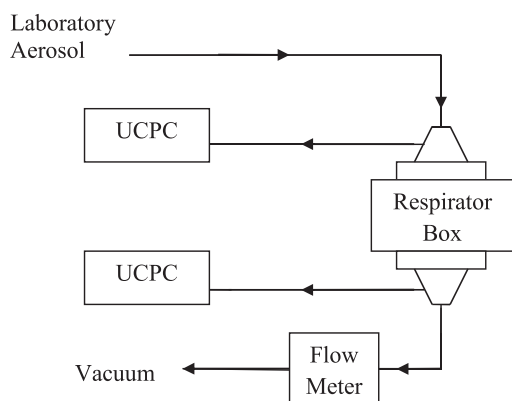 Laboratory
Aerosol
UCPC
Respirator
Box
UCPC
Flow
Meter
Vacuum